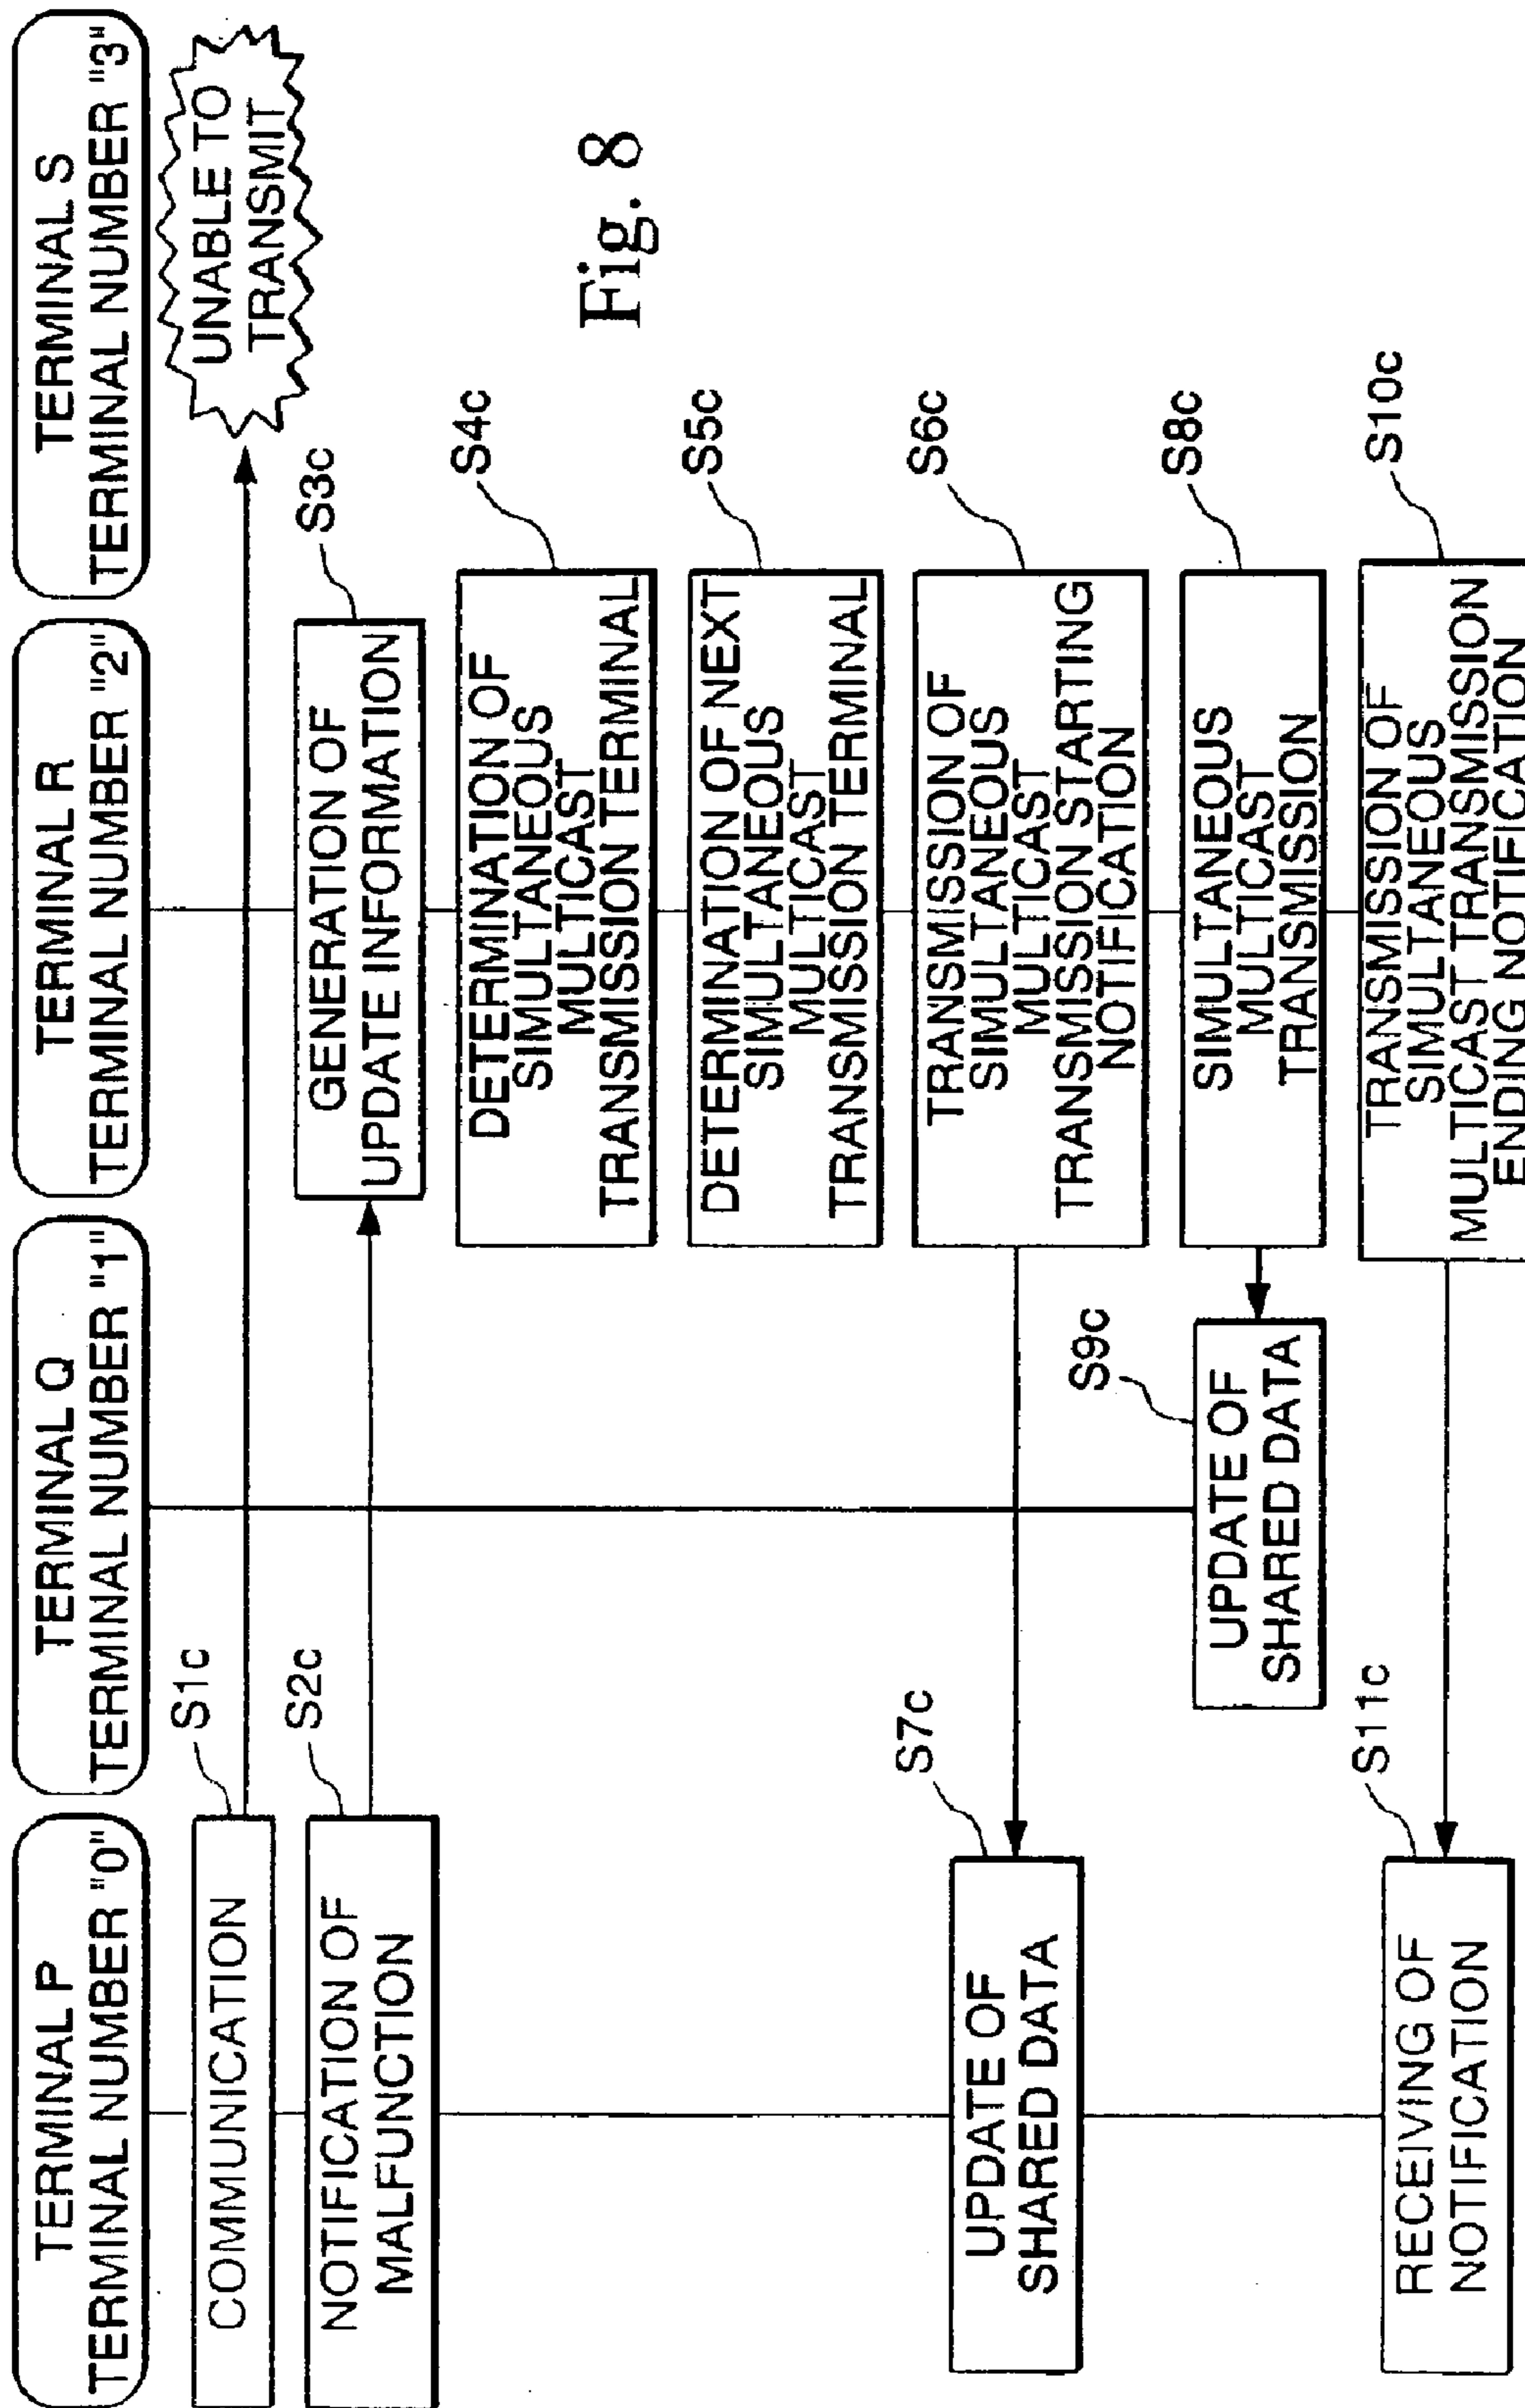 TERMINAL P
TERMINAL NUMBER "0"
TERMINAL Q
TERMINAL NUMBER "1"
TERMINAL R
TERMINAL NUMBER "2"
TERMINAL S
TERMINAL NUMBER "3"
COMMUNICATION
S1c
UNABLE TO
TRANSMIT
NOTIFICATION OF
MALFUNCTION
S2c
GENERATION OF
UPDATE INFORMATION
S3c
DETERMINATION OF
SIMULTANEOUS
MULTICAST
TRANSMISSION TERMINAL
S4c
DETERMINATION OF NEXT
SIMULTANEOUS
MULTICAST
TRANSMISSION TERMINAL
S5c
TRANSMISSION OF
SIMULTANEOUS
MULTICAST
TRANSMISSION STARTING
NOTIFICATION
S6c
UPDATE OF
SHARED DATA
S7c
SIMULTANEOUS
MULTICAST
TRANSMISSION
S8c
UPDATE OF
SHARED DATA
S9c
TRANSMISSION OF
SIMULTANEOUS
MULTICAST TRANSMISSION
ENDING NOTIFICATION
S10c
RECEIVING OF
NOTIFICATION
S11c
Fig. 8